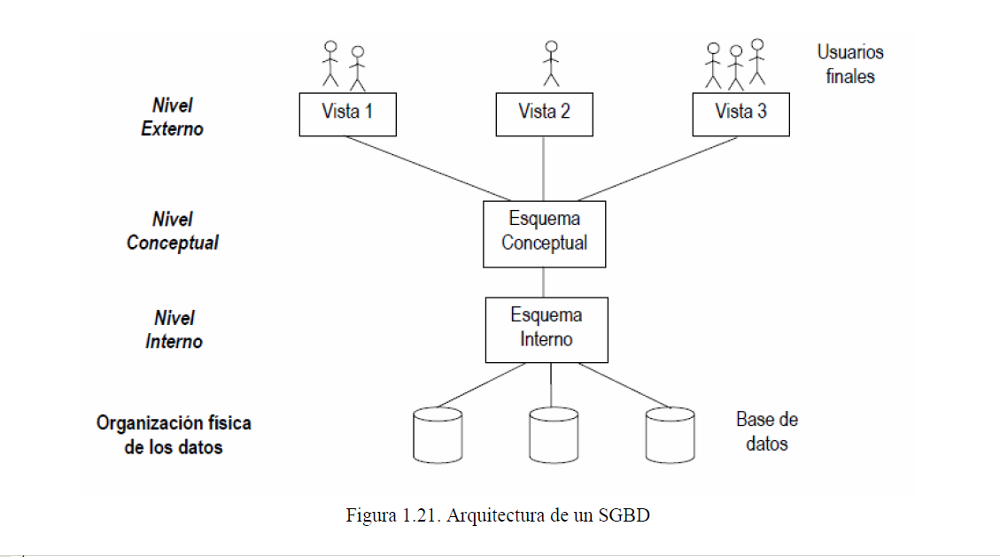 Usuarios
finales
Nivel
Externo
Vista 1
Vista 2
Vista 3
Nivel
Conceptual
Esquema
Conceptual
Nivel
Interno
Esquema
Interno
Organización física
de los datos
Base de
datos
Figura 1.21. Arquitectura de un SGBD